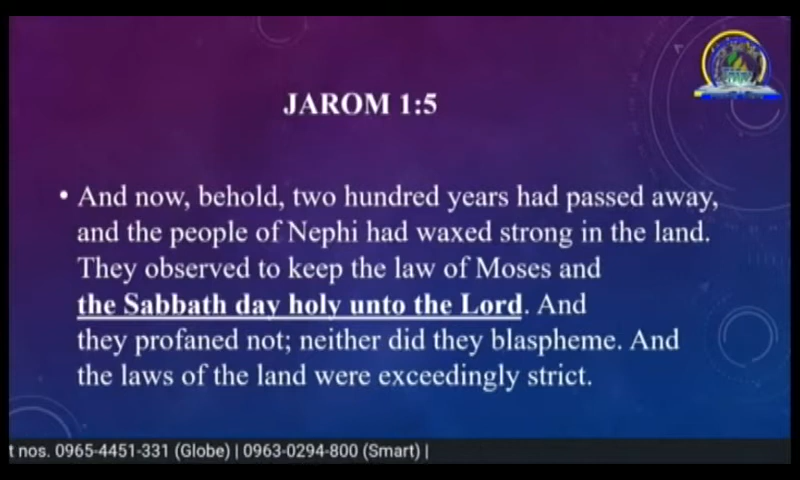 JAROM 1:5
• And now, behold, two hundred years had passed away,
and the people of Nephi had waxed strong in the land.
They observed to keep the law of Moses and
the Sabbath day holy unto the Lord. And
they profaned not; neither did they blaspheme. And
the laws of the land were exceedingly strict.
t nos. 0965-4451-331 (Globe) | 0963-0294-800 (Smart) |